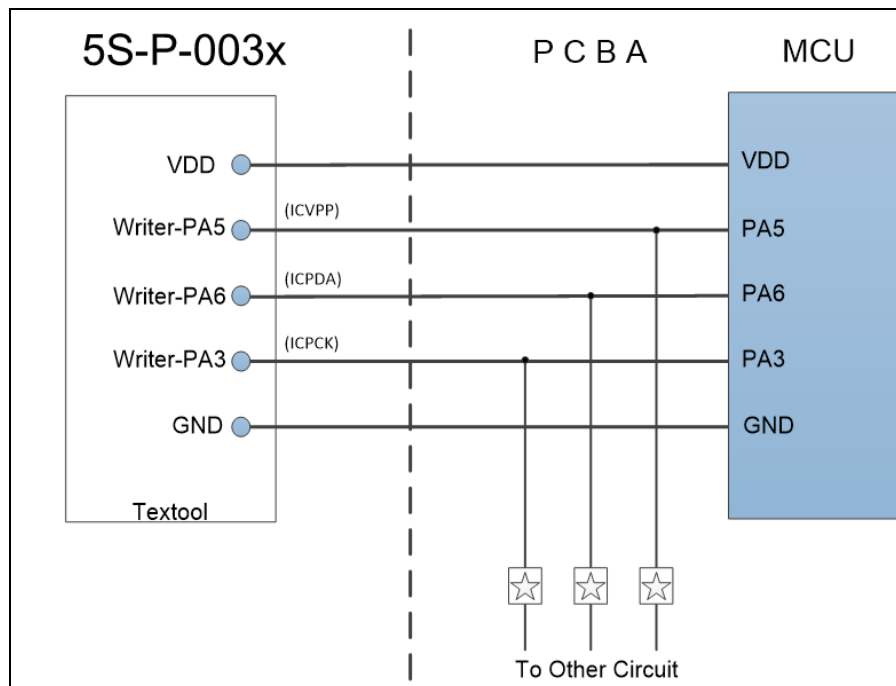 5S-P-003x
P C B A
MCU
VDD
VDD
(ICVPP)
Writer-PA5
PA5
(ICPDA)
Writer-PA6
PA6
(ICPCK)
Writer-PA3
PA3
GND
GND
Textool
To Other Circuit